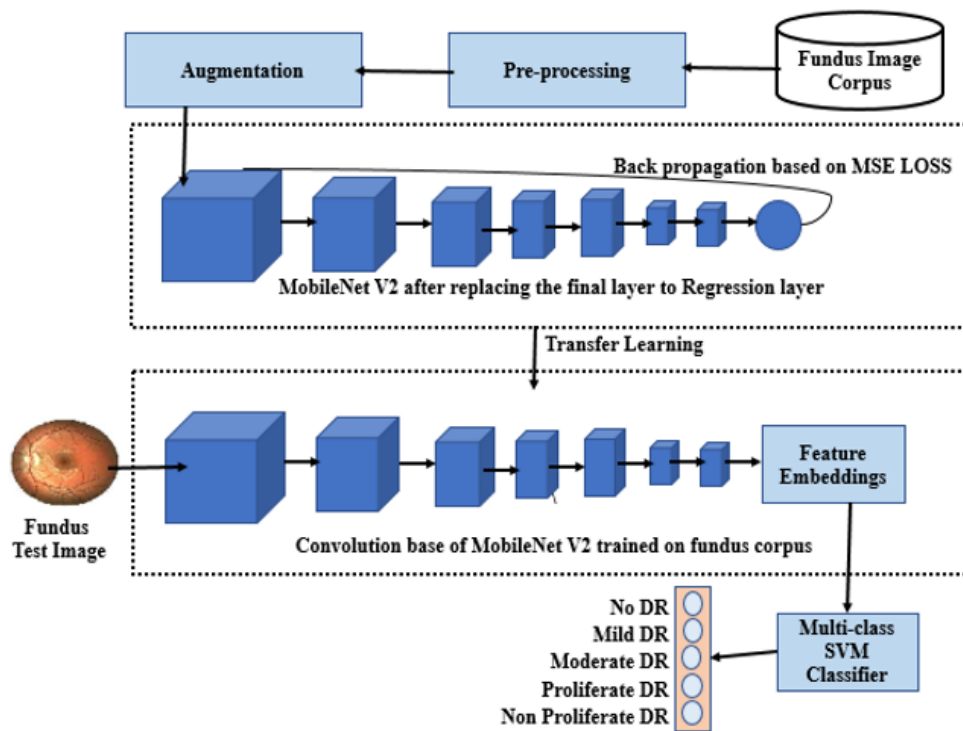 Augmentation
Pre-processing
Fundus Image
Corpus
Back propagation based on MSE LOSS
MobileNet V2 after replacing the final layer to Regression layer
Transfer Learning
Fundus
Test Image
Feature
Embeddings
Convolution base of MobileNet V2 trained on fundus corpus
No DR
Mild DR
Moderate DR
Proliferate DR
Non Proliferate DR
Multi-class
SVM
Classifier